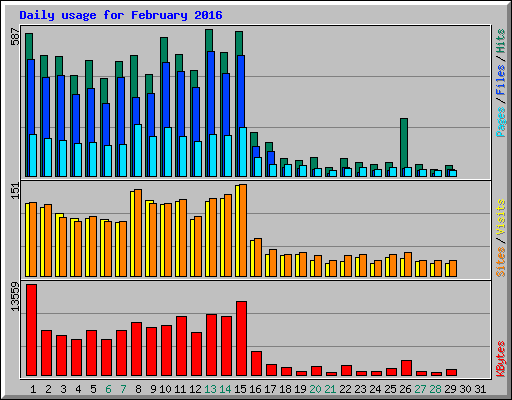 Daily usage for February 2016
587
Pages / Files / Hits
151
Sites / Visits
13559
KBytes
1 2 3 4 5 6 7 8 9 10 11 12 13 14 15 16 17 18 19 20 21 22 23 24 25 26 27 28 29 30 31